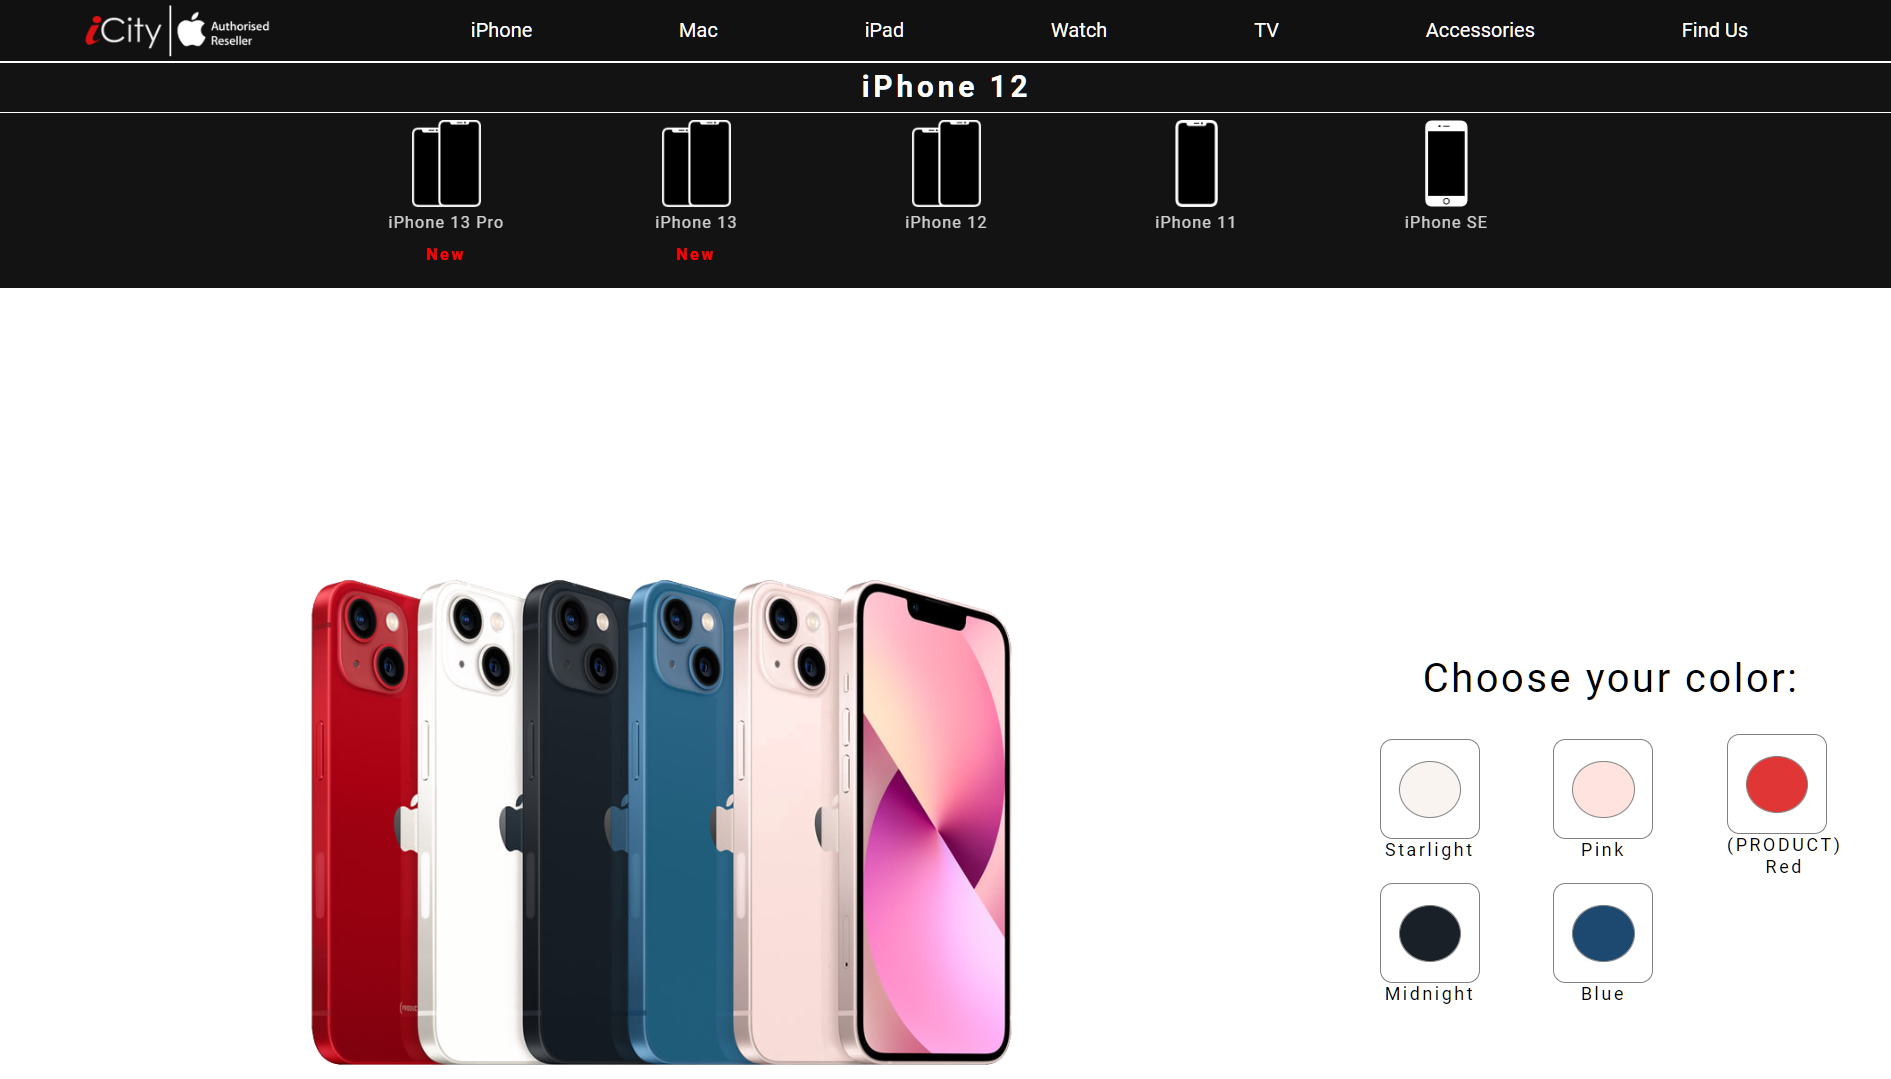 iCity Authorised
Reseller
iPhone Mac iPad Watch TV Accessories Find Us
iPhone 12
iPhone 13 Pro iPhone 13 iPhone 12 iPhone 11 iPhone SE
New New
Choose your color:
Starlight Pink (PRODUCT)
Red
Midnight Blue
(PRODUCT